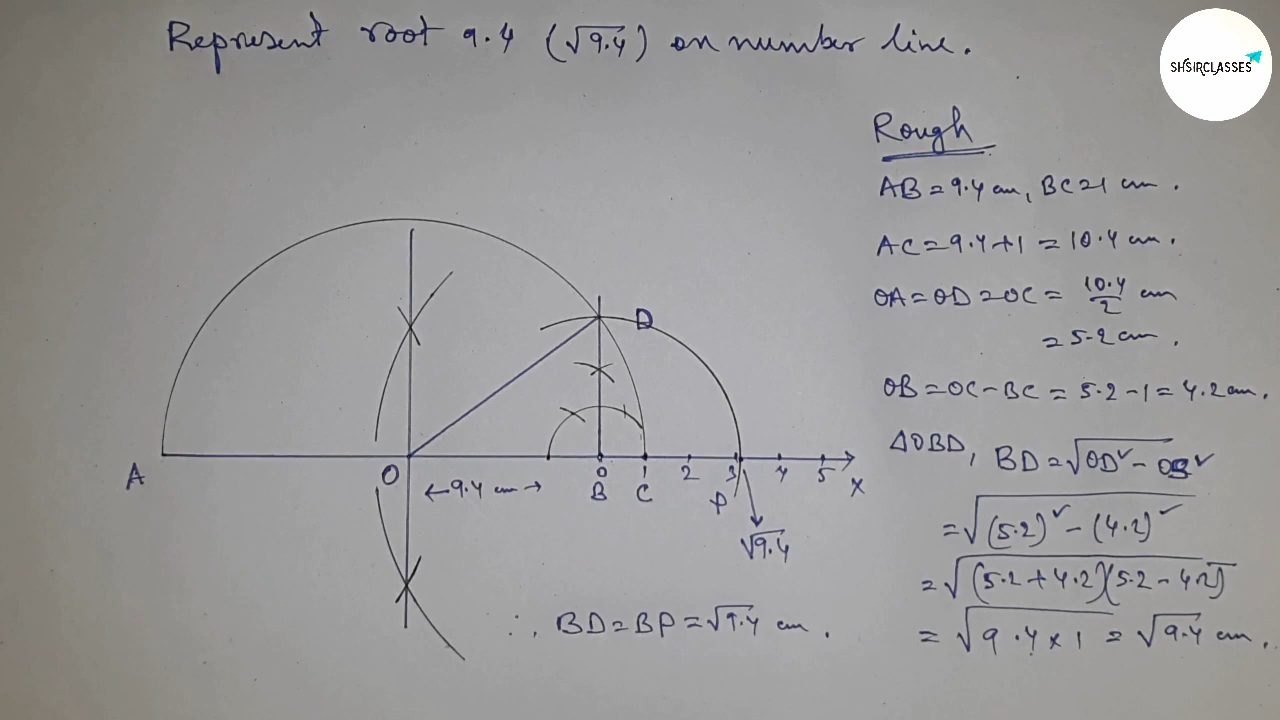 Represent root 9.4 (√9.4) on number line.
SHSIRCLASSES
Rough
AB = 9.4 cm, BC = 1 cm.
AC = 9.4 + 1 = 10.4 cm.
OA = OD = OC = 10.4/2 cm
= 5.2 cm.
OB = OC - BC = 5.2 - 1 = 4.2 cm.
△OBD, BD = √OD² - OB²
= √(5.2)² - (4.2)²
= √(5.2 + 4.2)(5.2 - 4.2)
= √9.4 × 1 = √9.4 cm.
D
A O 0 1 2 3 4 5 X
←9.4 cm→ B C P
√9.4
∴ BD = BP = √9.4 cm.